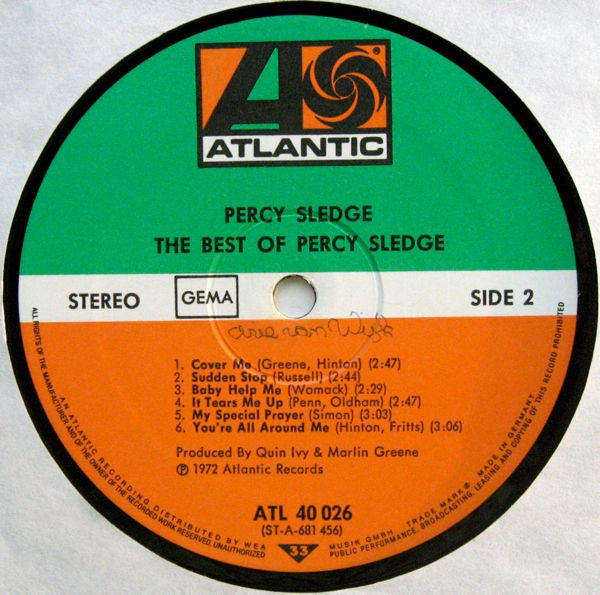 ATLANTIC
PERCY SLEDGE
THE BEST OF PERCY SLEDGE
STEREO
GEMA
SIDE 2
1. Cover Me (Greene, Hinton) (2:47)
2. Sudden Stop (Russell) (2:44)
3. Baby Help Me (Womack) (2:29)
4. It Tears Me Up (Penn, Oldham) (2:47)
5. My Special Prayer (Simon) (3:03)
6. You're All Around Me (Hinton, Fritts) (3:06)
Produced By Quin Ivy & Marlin Greene
℗ 1972 Atlantic Records
ATL 40 026
(ST-A-681 456)
33
AN ATLANTIC RECORDING DISTRIBUTED BY WEA MUSIK GMBH. TRADE MARK® MADE IN GERMANY
ALL RIGHTS OF THE MANUFACTURER AND OF THE OWNER OF THE RECORDED WORK RESERVED. UNAUTHORIZED PUBLIC PERFORMANCE, BROADCASTING, LEASING AND COPYING OF THIS RECORD PROHIBITED